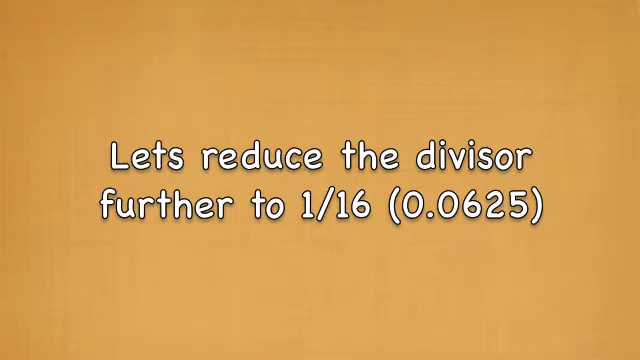 Lets reduce the divisor
further to 1/16 (0.0625)